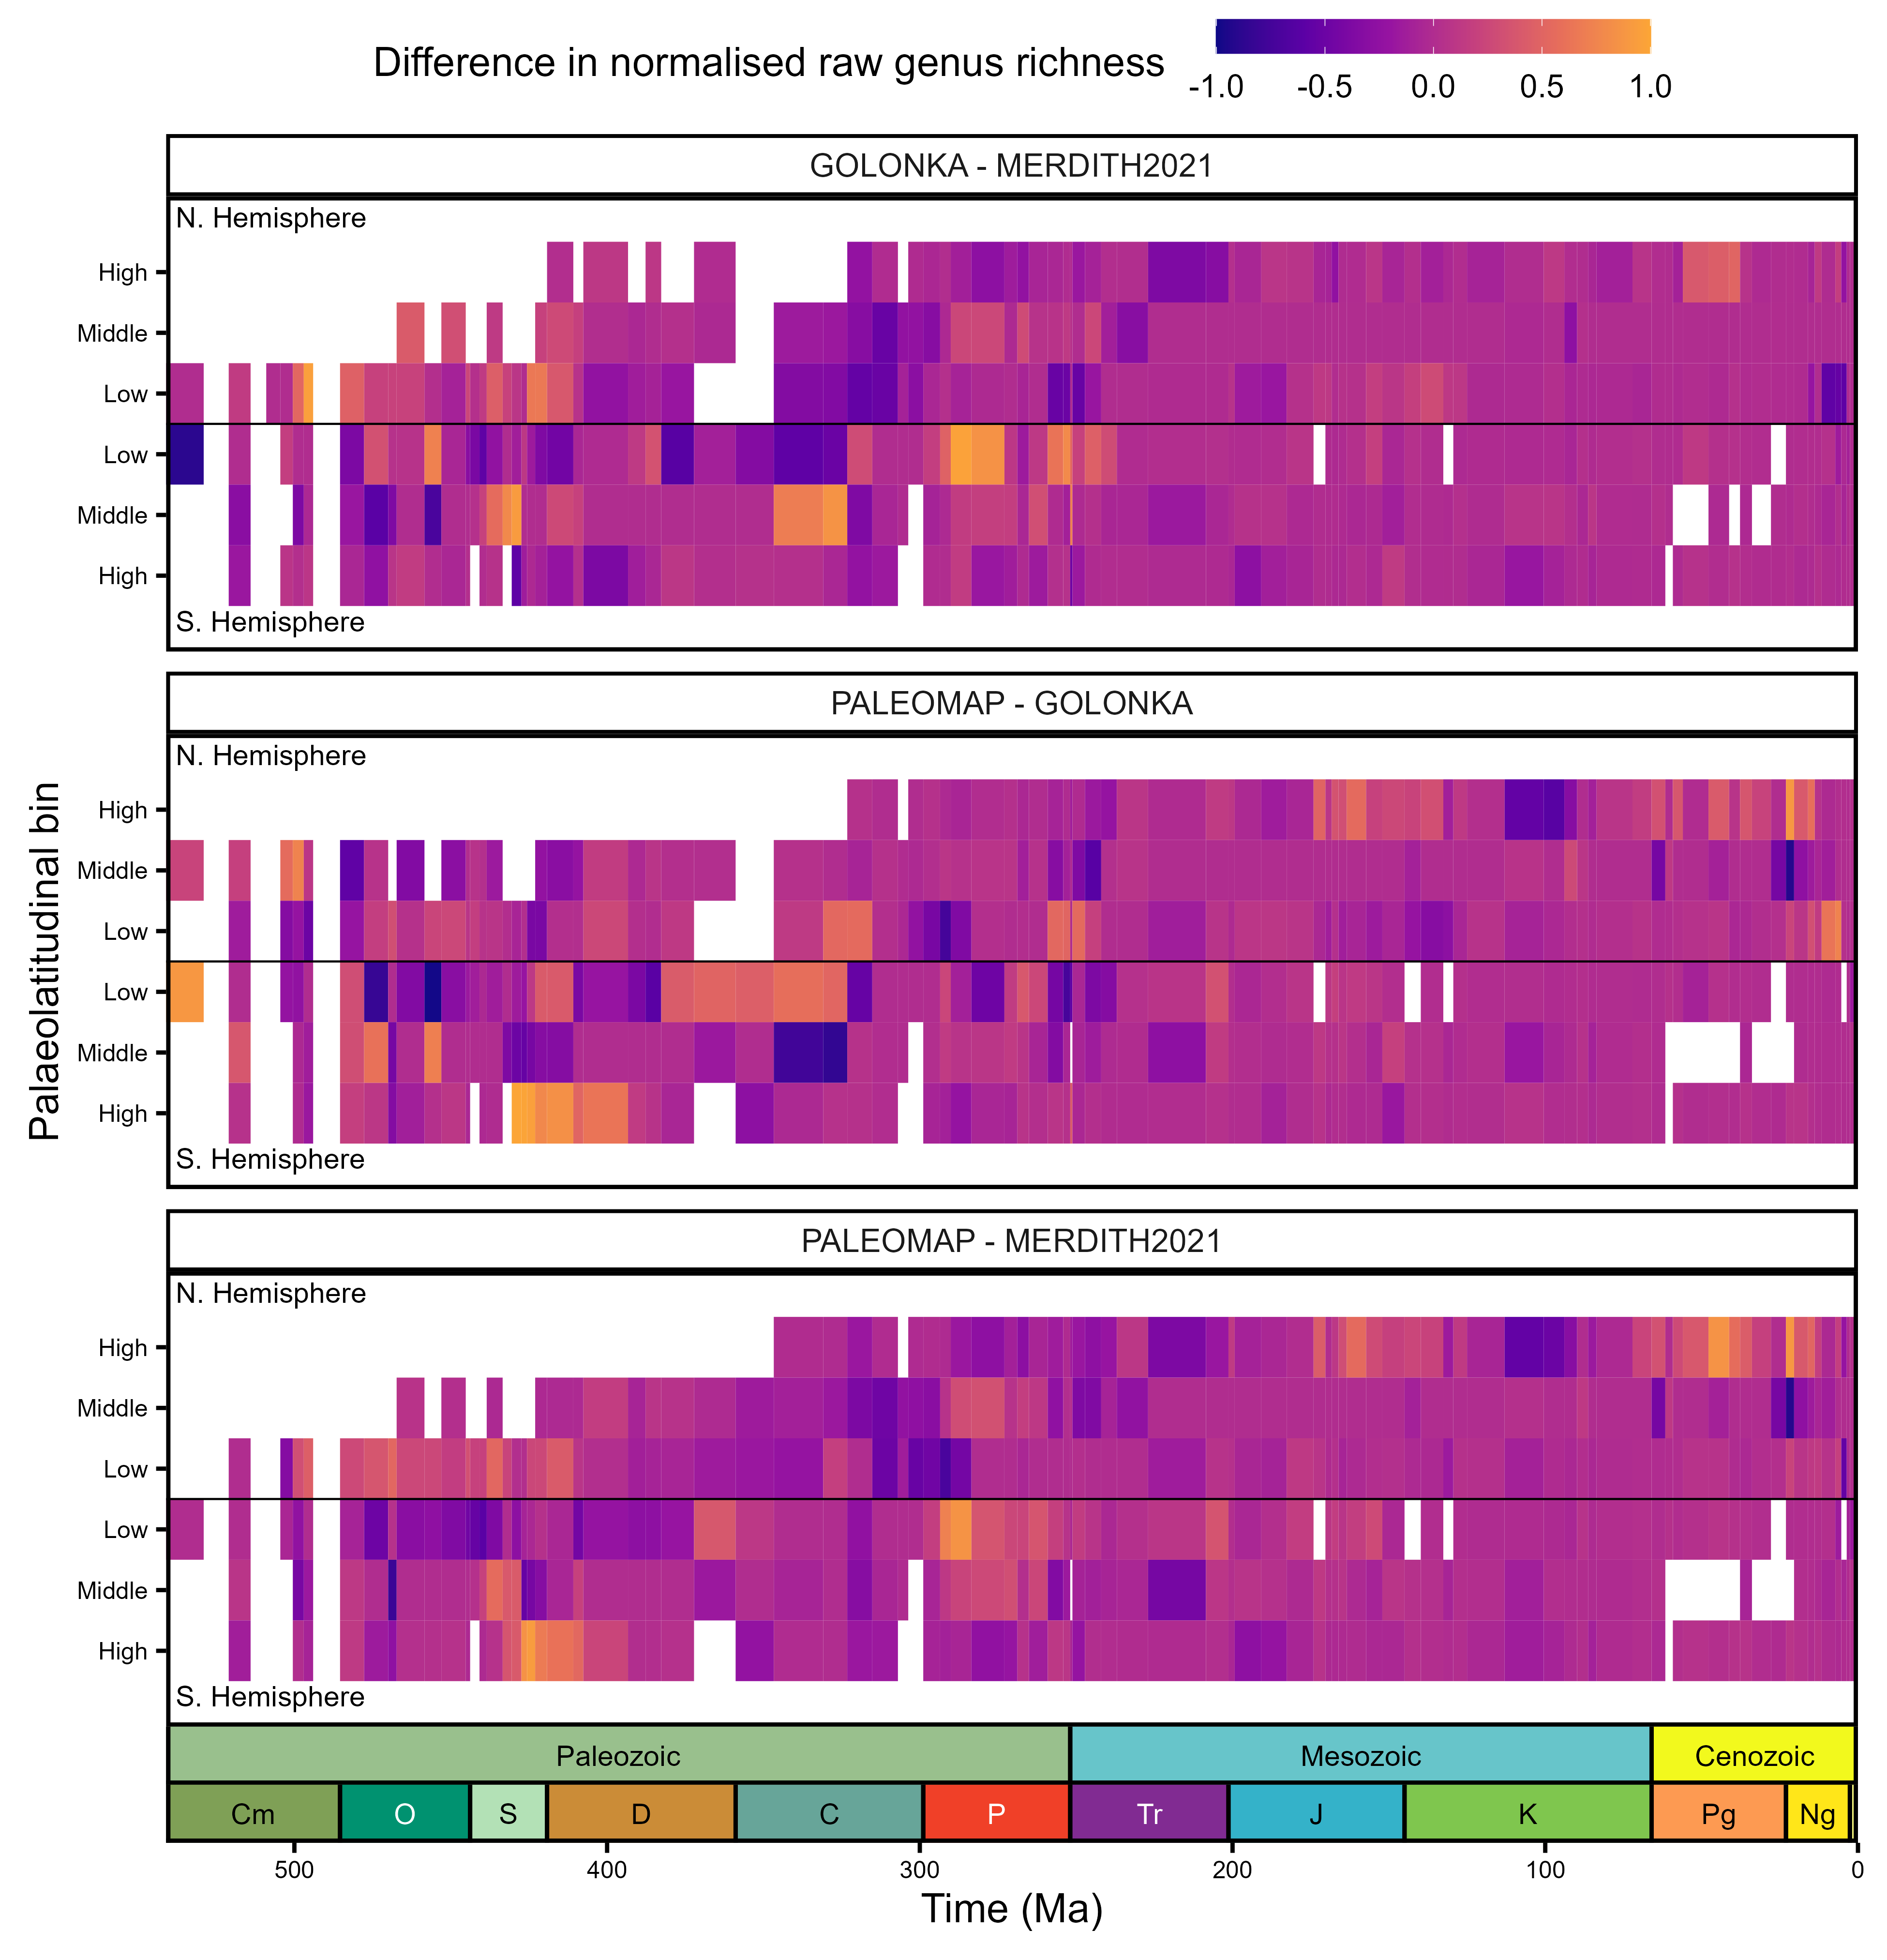 Difference in normalised raw genus richness
-1.0 -0.5 0.0 0.5 1.0
GOLONKA - MERDITH2021
N. Hemisphere
High
Middle
Low
Low
Middle
High
S. Hemisphere
PALEOMAP - GOLONKA
N. Hemisphere
High
Middle
Low
Low
Middle
High
S. Hemisphere
Palaeolatitudinal bin
PALEOMAP - MERDITH2021
N. Hemisphere
High
Middle
Low
Low
Middle
High
S. Hemisphere
Paleozoic Mesozoic Cenozoic
Cm O S D C P Tr J K Pg Ng
500 400 300 200 100 0
Time (Ma)